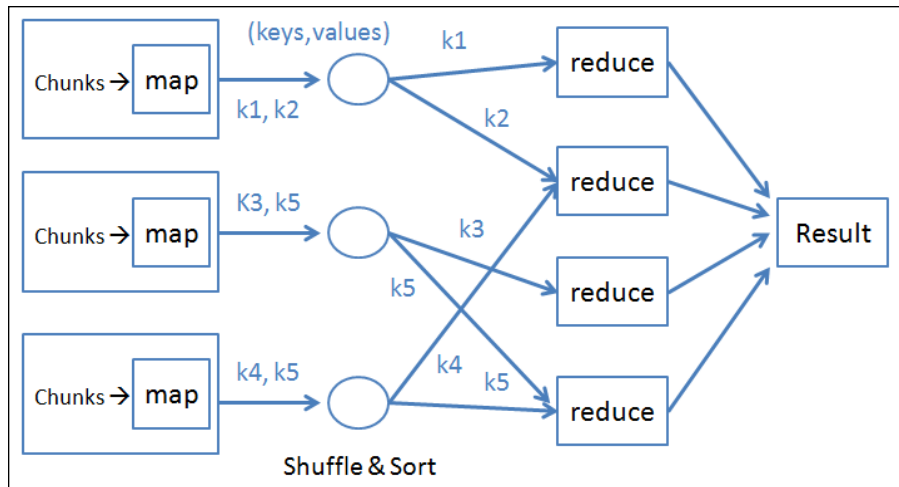 (keys,values)
Chunks → map
k1, k2
k1
reduce
k2
reduce
Chunks → map
K3, k5
k3
k5
reduce
Result
Chunks → map
k4, k5
k4
k5
reduce
Shuffle & Sort